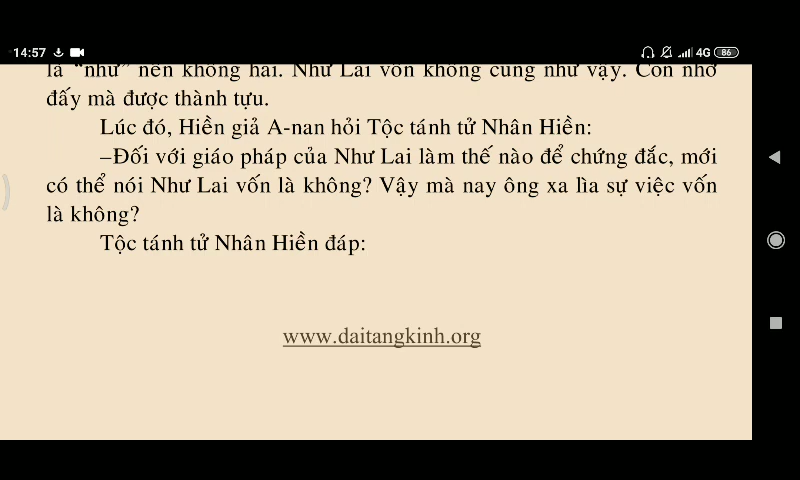 14:57
4G 86
là “như” nên không hai. Như Lai vốn không cũng như vậy. Còn nhờ
đấy mà được thành tựu.
Lúc đó, Hiền giả A-nan hỏi Tộc tánh tử Nhân Hiền:
–Đối với giáo pháp của Như Lai làm thế nào để chứng đắc, mới
có thể nói Như Lai vốn là không? Vậy mà nay ông xa lìa sự việc vốn
là không?
Tộc tánh tử Nhân Hiền đáp:
www.daitangkinh.org